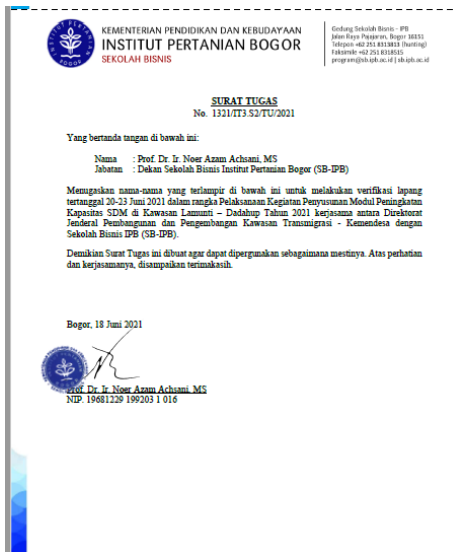 KEMENTERIAN PENDIDIKAN DAN KEBUDAYAAN
INSTITUT PERTANIAN BOGOR
SEKOLAH BISNIS
Gedung Sekolah Bisnis - IPB
Jalan Raya Pajajaran, Bogor 16151
Telepon +62 251 8313813 (hunting)
Faksimile +62 251 8318515
program@sb.ipb.ac.id | sb.ipb.ac.id
SURAT TUGAS
No. 1321/IT3.S2/TU/2021
Yang bertanda tangan di bawah ini:
Nama : Prof. Dr. Ir. Noer Azam Achsani, MS
Jabatan : Dekan Sekolah Bisnis Institut Pertanian Bogor (SB-IPB)
Menugaskan nama-nama yang terlampir di bawah ini untuk melakukan verifikasi lapang
tertanggal 20-23 Juni 2021 dalam rangka Pelaksanaan Kegiatan Penyusunan Modul Peningkatan
Kapasitas SDM di Kawasan Lamunti – Dadahup Tahun 2021 kerjasama antara Direktorat
Jenderal Pembangunan dan Pengembangan Kawasan Transmigrasi - Kemendesa dengan
Sekolah Bisnis IPB (SB-IPB).
Demikian Surat Tugas ini dibuat agar dapat dipergunakan sebagaimana mestinya. Atas perhatian
dan kerjasamanya, disampaikan terimakasih.
Bogor, 18 Juni 2021
Prof. Dr. Ir. Noer Azam Achsani, MS
NIP. 19681229 199203 1 016